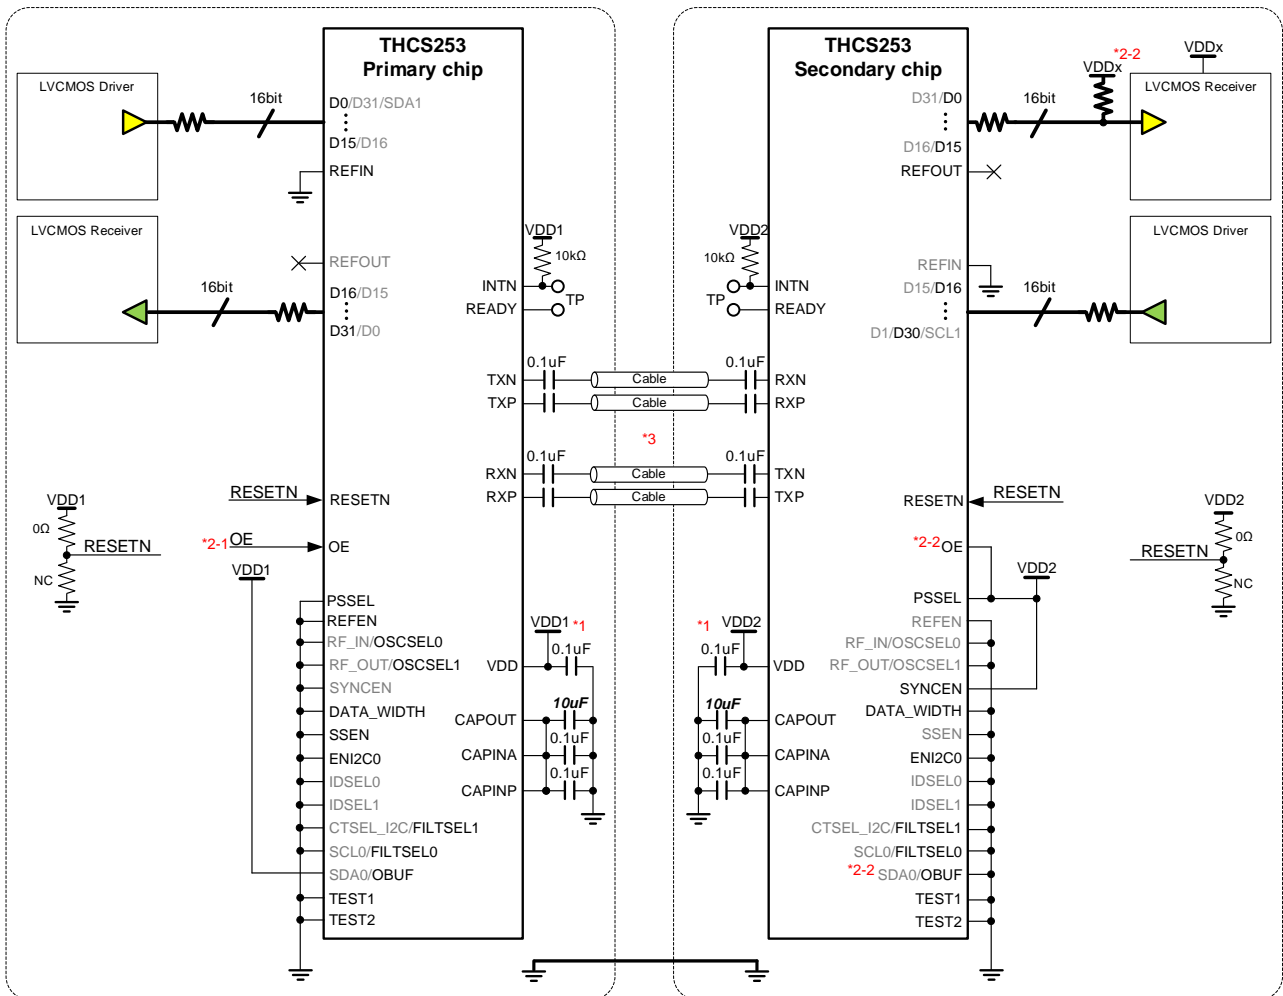 THCS253
Primary chip
LVCMOS Driver
16bit
D0/D31/SDA1
D15/D16
REFIN
LVCMOS Receiver
REFOUT
16bit
D16/D15
D31/D0
VDD1
10kΩ
INTN
READY
TP
0.1uF
TXN
TXP
Cable
Cable
0.1uF
RXN
RXP
Cable
Cable
*3
RESETN
RESETN
VDD1
0Ω
RESETN
NC
*2-1 OE
OE
VDD1
PSSEL
REFEN
RF_IN/OSCSEL0
RF_OUT/OSCSEL1
SYNCEN
DATA_WIDTH
SSEN
ENI2C0
IDSEL0
IDSEL1
CTSEL_I2C/FILTSEL1
SCL0/FILTSEL0
SDA0/OBUF
TEST1
TEST2
VDD1 *1
0.1uF
VDD
10uF
CAPOUT
0.1uF
CAPINA
0.1uF
CAPINP
THCS253
Secondary chip
*2-2
VDDx
VDDx
LVCMOS Receiver
D31/D0
16bit
D16/D15
REFOUT
LVCMOS Driver
REFIN
D15/D16
16bit
D1/D30/SCL1
VDD2
10kΩ
INTN
TP
READY
0.1uF
RXN
RXP
0.1uF
TXN
TXP
RESETN
RESETN
VDD2
0Ω
RESETN
NC
*2-2 OE
VDD2
PSSEL
REFEN
RF_IN/OSCSEL0
RF_OUT/OSCSEL1
SYNCEN
DATA_WIDTH
SSEN
ENI2C0
IDSEL0
IDSEL1
CTSEL_I2C/FILTSEL1
SCL0/FILTSEL0
*2-2 SDA0/OBUF
TEST1
TEST2
*1 VDD2
0.1uF
VDD
10uF
CAPOUT
0.1uF
CAPINA
0.1uF
CAPINP